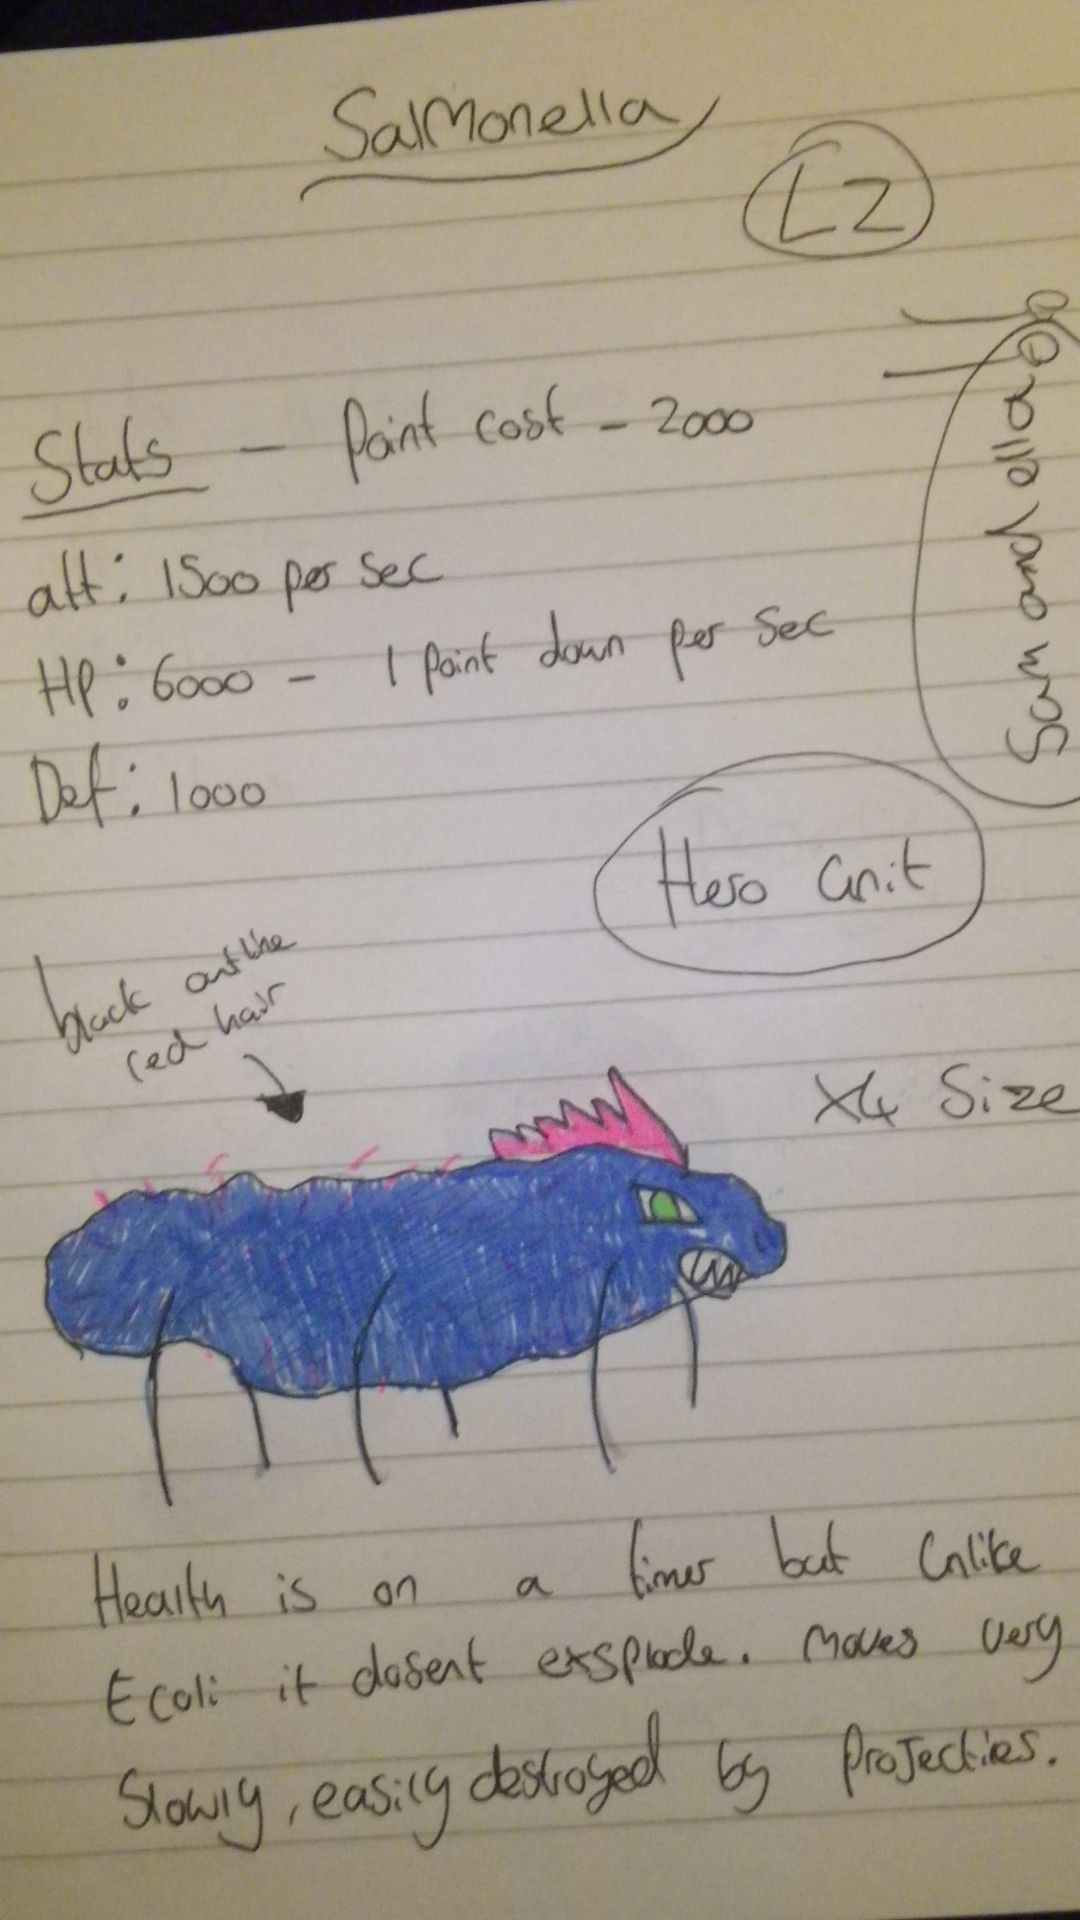 SalMonella
L2
Stats - Point cost - 2000
att: 1500 per sec
HP: 6000 - 1 point down per sec
Def: 1000
Sam and ella
Hero unit
black outline
red hair
X4 Size
Health is on a timer but unlike
Ecoli it dosent exsplode. Moves very
Slowly, easily destroyed by Projecties.